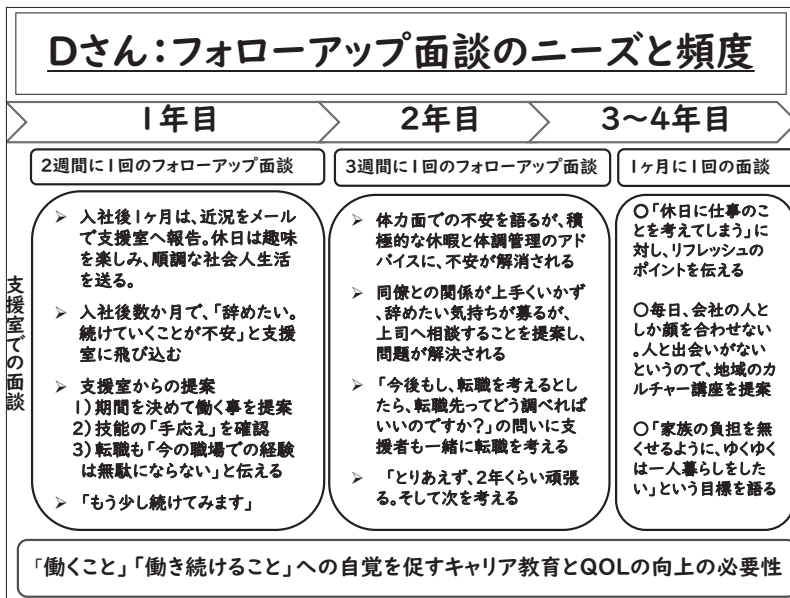 Dさん：フォローアップ面談のニーズと頻度
1年目
2年目
3～4年目
2週間に1回のフォローアップ面談
3週間に1回のフォローアップ面談
1ヶ月に1回の面談
支援室での面談
➢ 入社後1ヶ月は、近況をメール
で支援室へ報告。休日は趣味
を楽しみ、順調な社会人生活
を送る。
➢ 入社後数か月で、「辞めたい。
続けていくことが不安」と支援
室に飛び込む
➢ 支援室からの提案
1）期間を決めて働く事を提案
2）技能の「手応え」を確認
3）転職も「今の職場での経験
は無駄にならない」と伝える
➢ 「もう少し続けてみます」
➢ 体力面での不安を語るが、積
極的な休暇と体調管理のアド
バイスに、不安が解消される
➢ 同僚との関係が上手くいかず
、辞めたい気持ちが募るが、
上司へ相談することを提案し、
問題が解決される
➢ 「今後もし、転職を考えるとし
たら、転職先ってどう調べれば
いいのですか？」の問いに支
援者も一緒に転職を考える
➢ 「とりあえず、2年くらい頑張
る。そして次を考える
○「休日に仕事のこ
とを考えてしまう」に
対し、リフレッシュの
ポイントを伝える
○毎日、会社の人と
しか顔を合わせない
。人と出会いがない
というので、地域のカ
ルチャー講座を提案
○「家族の負担を無
くせるように、ゆくゆく
は一人暮らしをした
い」という目標を語る
「働くこと」「働き続けること」への自覚を促すキャリア教育とQOLの向上の必要性